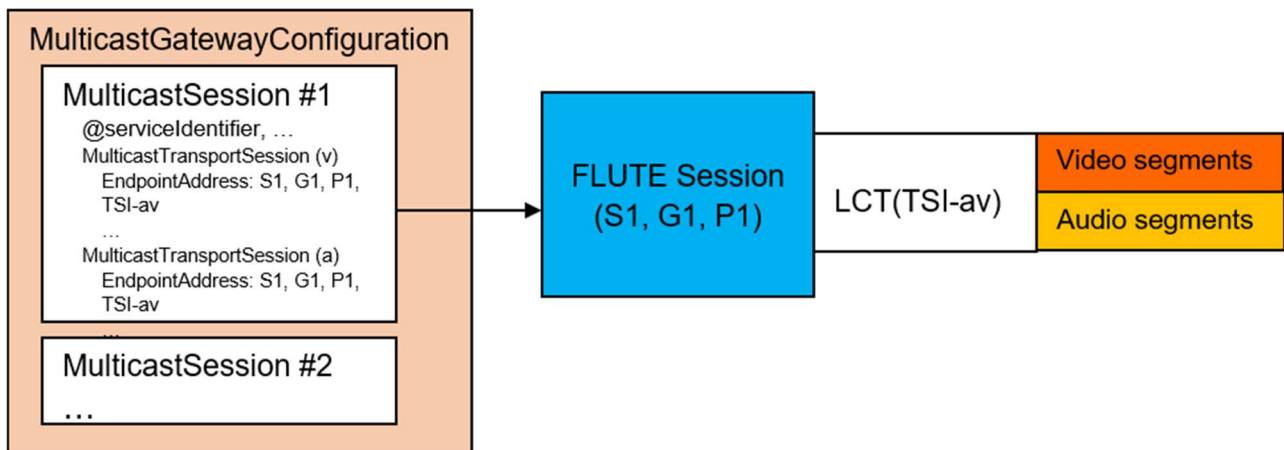 MulticastGatewayConfiguration
MulticastSession #1
@serviceIdentifier, …
MulticastTransportSession (v)
EndpointAddress: S1, G1, P1,
TSI-av
…
MulticastTransportSession (a)
EndpointAddress: S1, G1, P1,
TSI-av
…
MulticastSession #2
…
FLUTE Session
(S1, G1, P1)
LCT(TSI-av)
Video segments
Audio segments